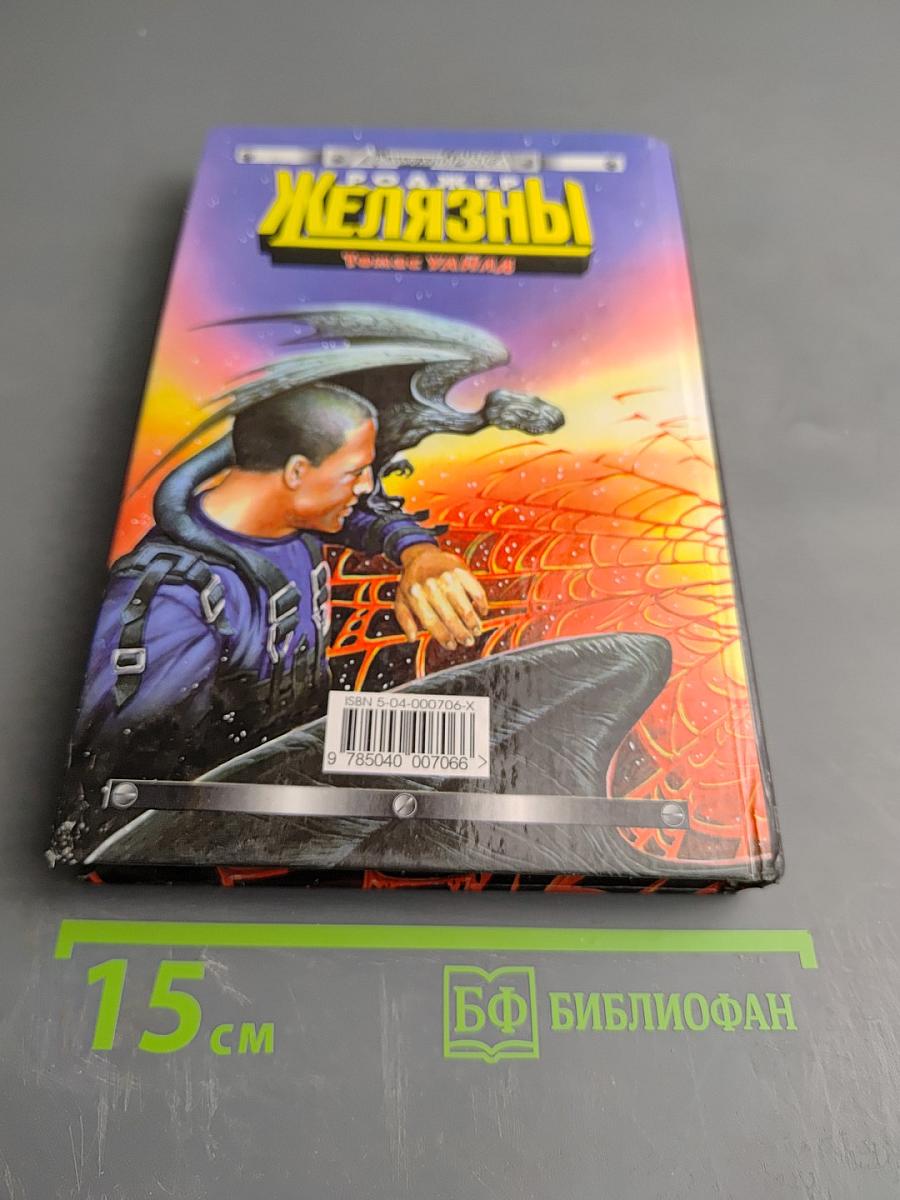 РОДЖЕР
ЖЕЛЯЗНЫ
Томас УАЙЛД
ISBN 5-04-000706-X
9 785040 007066 >
15 см
БФ БИБЛИОФАН